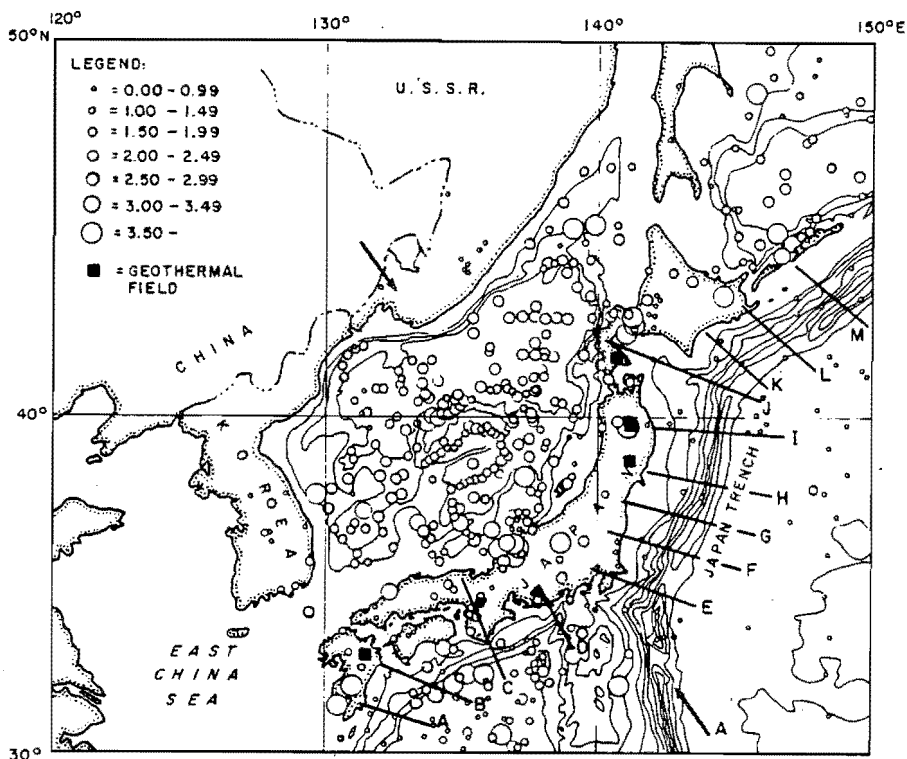 120°
130°
140°
150°E
50°N
LEGEND:
• = 0.00 - 0.99
○ = 1.00 - 1.49
○ = 1.50 - 1.99
○ = 2.00 - 2.49
○ = 2.50 - 2.99
○ = 3.00 - 3.49
○ = 3.50 -
■ = GEOTHERMAL
FIELD
U.S.S.R.
CHINA
KOREA
40°
M
L
K
J
I
H
G
F
E
JAPAN TRENCH
EAST
CHINA
SEA
C
B
A
A
30°